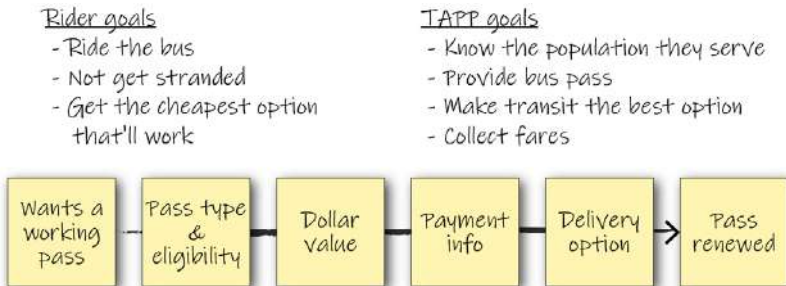 Rider goals
- Ride the bus
- Not get stranded
- Get the cheapest option
that'll work
TAPP goals
- Know the population they serve
- Provide bus pass
- Make transit the best option
- Collect fares
Wants a
working
pass
Pass type
&
eligibility
Dollar
value
Payment
info
Delivery
option
Pass
renewed